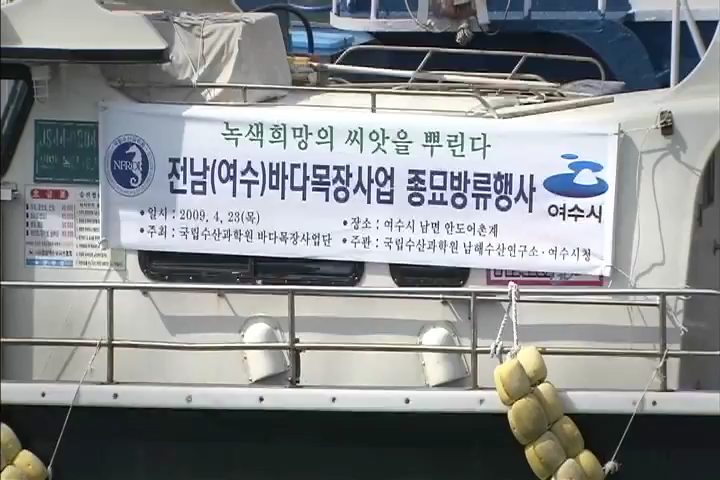 녹색희망의 씨앗을 뿌린다
NFRDI
전남(여수)바다목장사업 종묘방류행사
여수시
• 일시 : 2009. 4. 23(목)
• 장소 : 여수시 남면 안도어촌계
• 주최 : 국립수산과학원 바다목장사업단
• 주관 : 국립수산과학원 남해수산연구소 · 여수시청